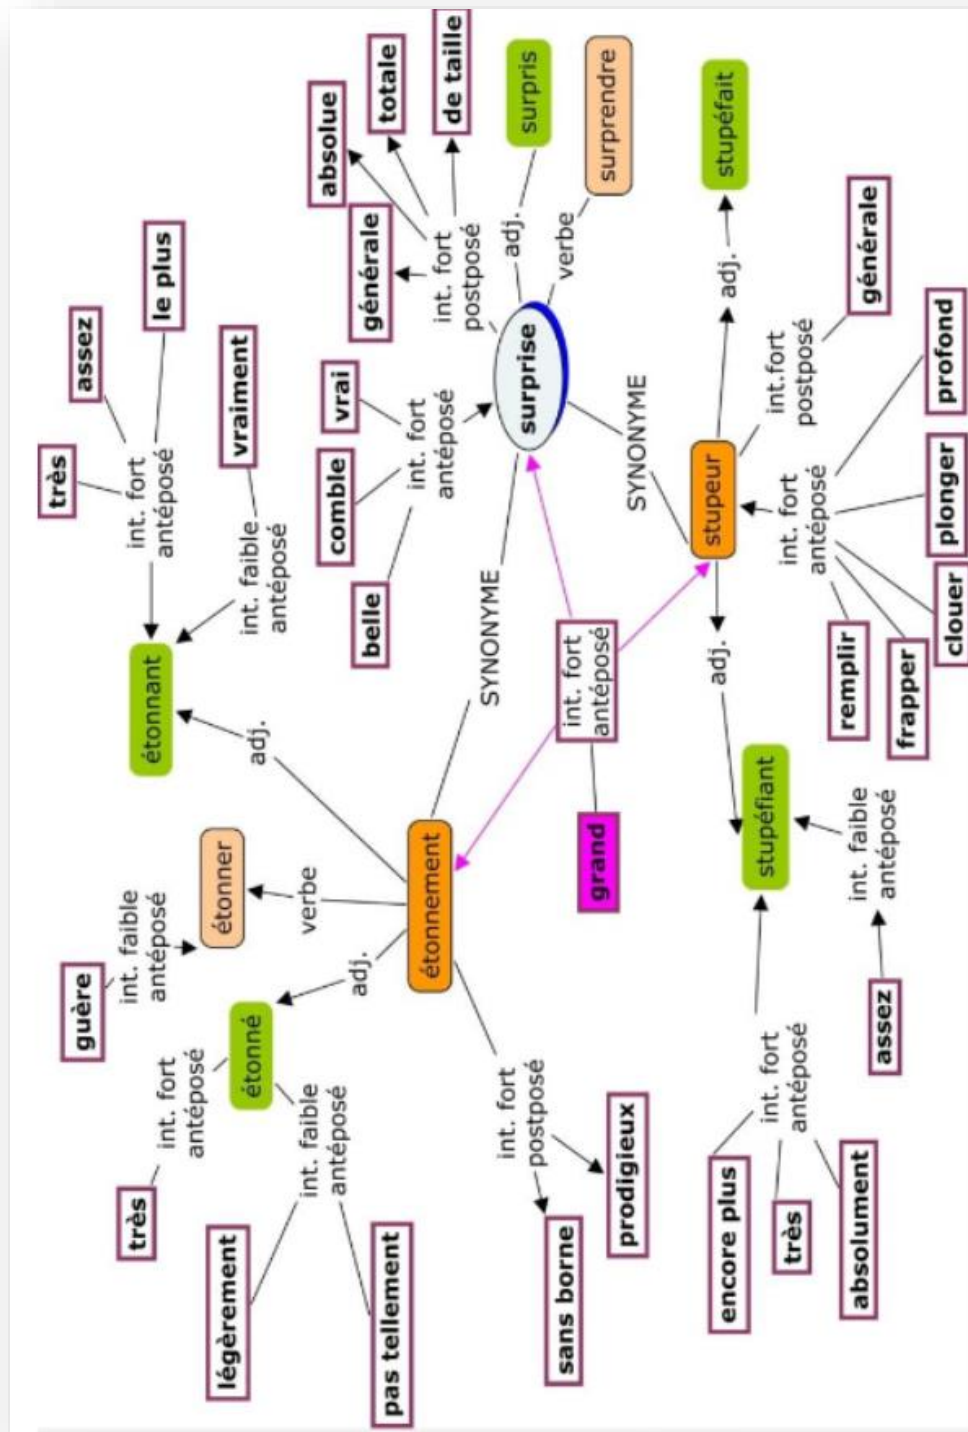 très
assez
le plus
int. fort
antéposé
vraiment
int. faible
antéposé
étonnant
guère
int. faible
antéposé
étonner
verbe
adj.
très
int. fort
antéposé
étonné
adj.
légèrement
int. faible
antéposé
pas tellement
étonnement
int. fort
postposé
sans borne
prodigieux
SYNONYME
belle
comble
vrai
int. fort
antéposé
générale
absolue
totale
de taille
int. fort
postposé
surprise
adj.
surpris
verbe
surprendre
int. fort
antéposé
grand
SYNONYME
stupeur
adj.
stupéfait
int.fort
postposé
générale
int. fort
antéposé
remplir
frapper
clouer
plonger
profond
adj.
stupéfiant
encore plus
très
absolument
int. fort
antéposé
int. faible
antéposé
assez